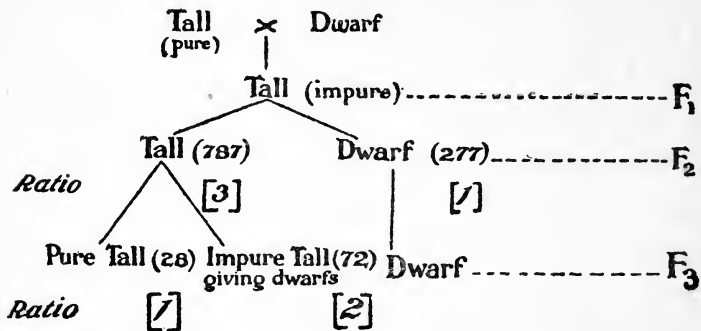 Tall × Dwarf
(pure)
Tall (impure) F1
Tall (787) Dwarf (277) F2
Ratio [3] [1]
Pure Tall (28) Impure Tall (72) Dwarf F3
giving dwarfs
Ratio [1] [2]